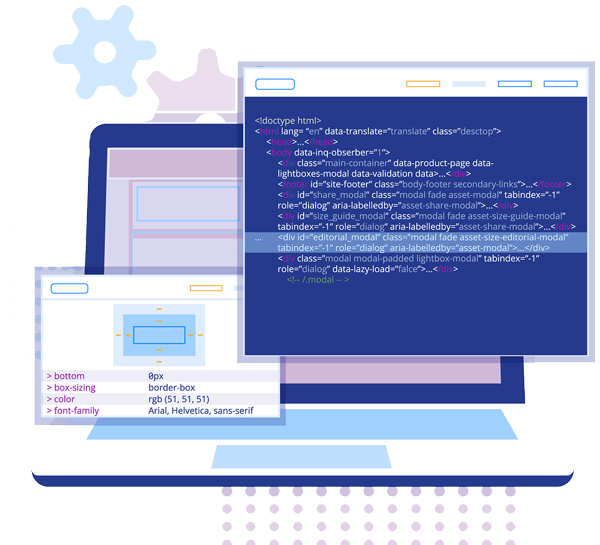 <!doctype html>
<html lang= “en” data-translate=”translate” class=”desctop”>
<head>...</head>
<body data-inq-obserber=”1”>
<div class=”main-container” data-product-page data-
lightboxes-modal data-validation data>...</div>
<footer id=”site-footer” class=”body-footer secondary-links”>...</footer>
<div id=”share_modal” class=”modal fade asset-modal” tabindex=”-1”
role=”dialog” aria-labelledby=”asset-share-modal”>...</div>
<div id=”size_guide_modal” class=”modal fade asset-size-guide-modal”
tabindex=”-1” role=”dialog” aria-labelledby=”asset-share-modal”>...</div>
... <div id=”editorial_modal” class=”modal fade asset-size-editorial-modal”
tabindex=”-1” role=”dialog” aria-labelledby=”asset-modal”>...</div>
<div class=”modal modal-padded lightbox-modal” tabindex=”-1”
role=”dialog” data-lazy-load=”falce”>...</div>
<!-- /.modal -- >
> bottom 0px
> box-sizing border-box
> color rgb (51, 51, 51)
> font-family Arial, Helvetica, sans-serif